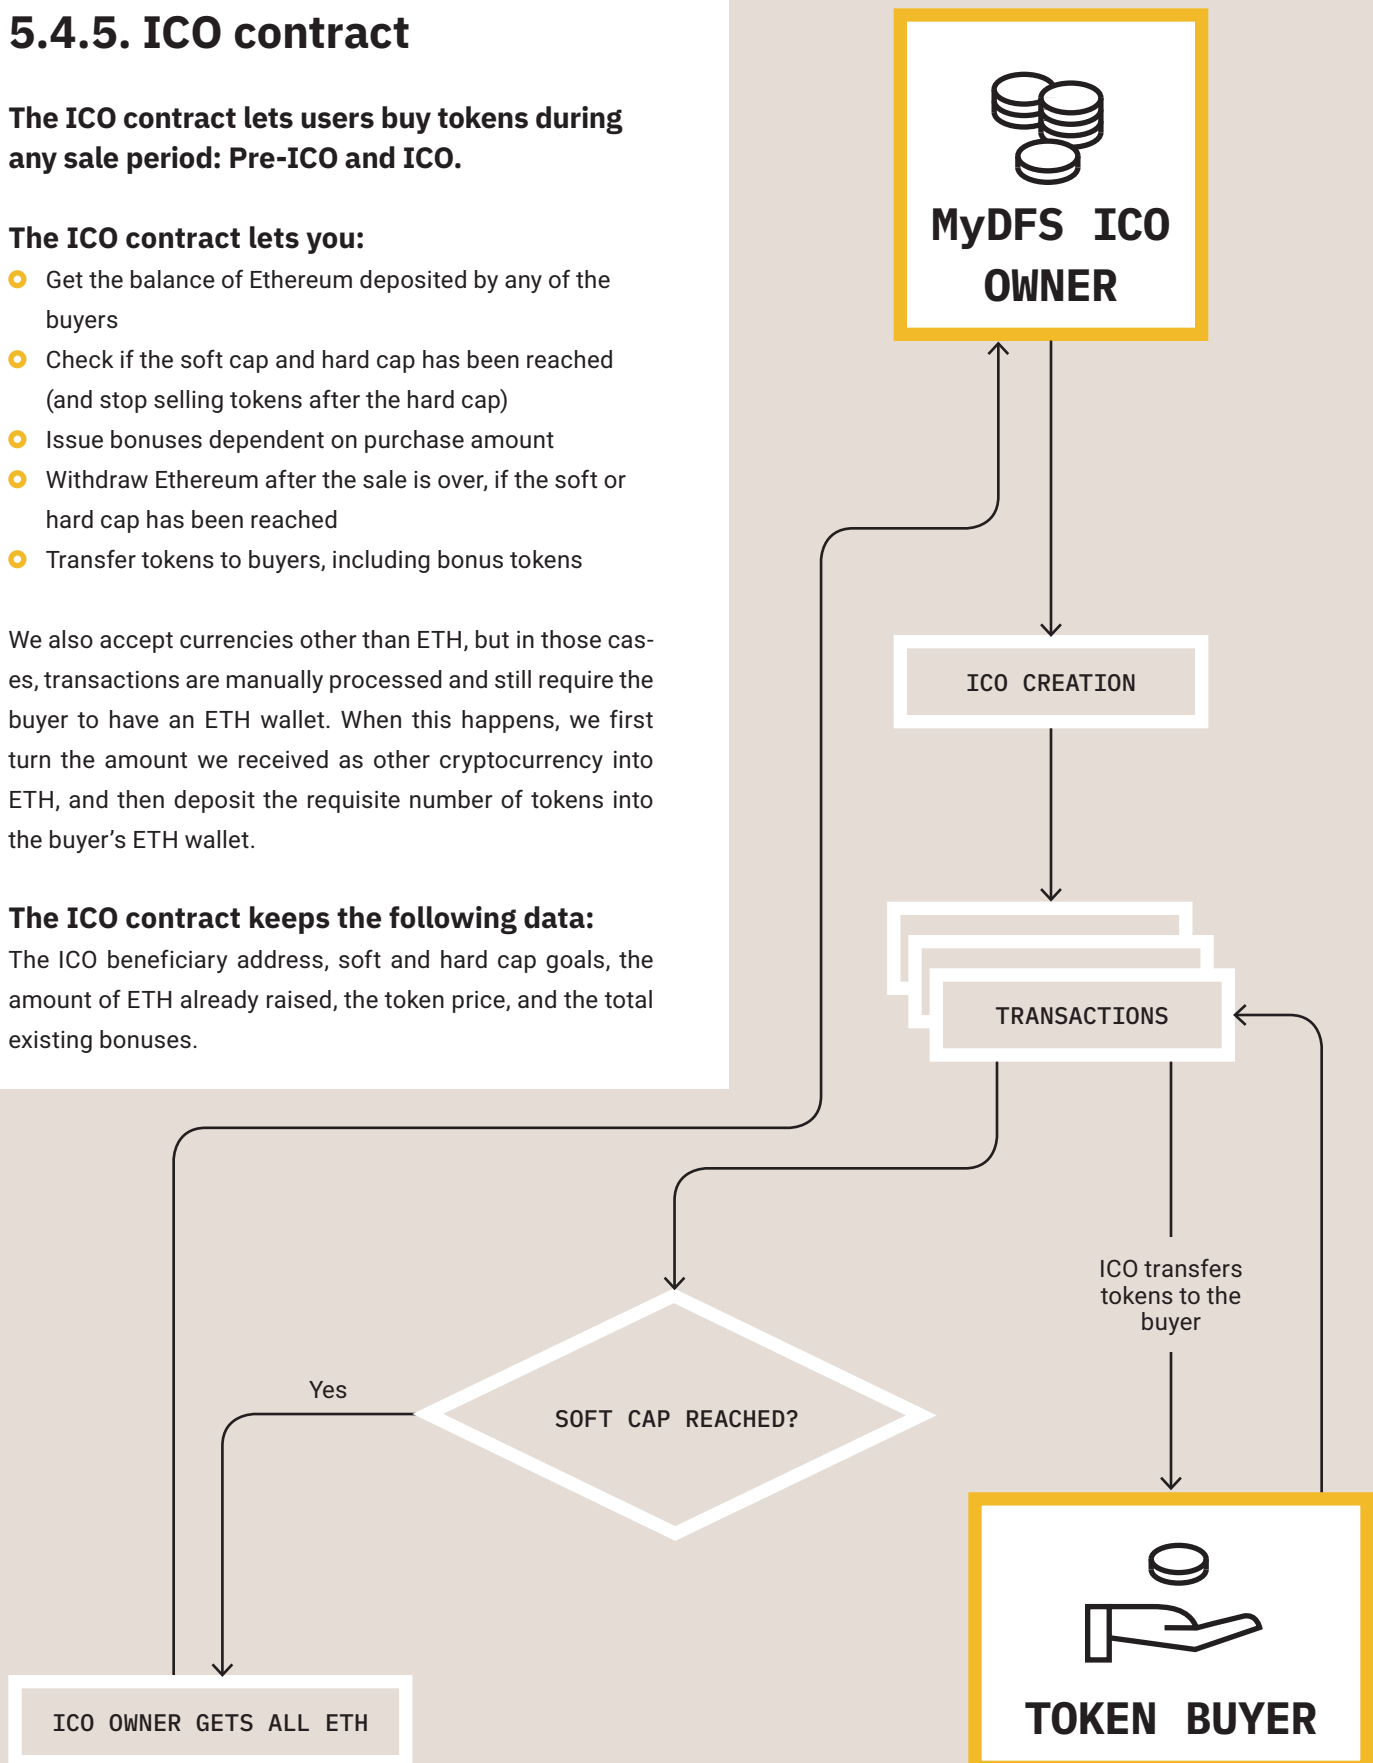 5.4.5. ICO contract
The ICO contract lets users buy tokens during
any sale period: Pre-ICO and ICO.
The ICO contract lets you:
Get the balance of Ethereum deposited by any of the
buyers
Check if the soft cap and hard cap has been reached
(and stop selling tokens after the hard cap)
Issue bonuses dependent on purchase amount
Withdraw Ethereum after the sale is over, if the soft or
hard cap has been reached
Transfer tokens to buyers, including bonus tokens
We also accept currencies other than ETH, but in those cas-
es, transactions are manually processed and still require the
buyer to have an ETH wallet. When this happens, we first
turn the amount we received as other cryptocurrency into
ETH, and then deposit the requisite number of tokens into
the buyer’s ETH wallet.
The ICO contract keeps the following data:
The ICO beneficiary address, soft and hard cap goals, the
amount of ETH already raised, the token price, and the total
existing bonuses.
MyDFS ICO
OWNER
ICO CREATION
TRANSACTIONS
ICO transfers
tokens to the
buyer
Yes
SOFT CAP REACHED?
ICO OWNER GETS ALL ETH
TOKEN BUYER